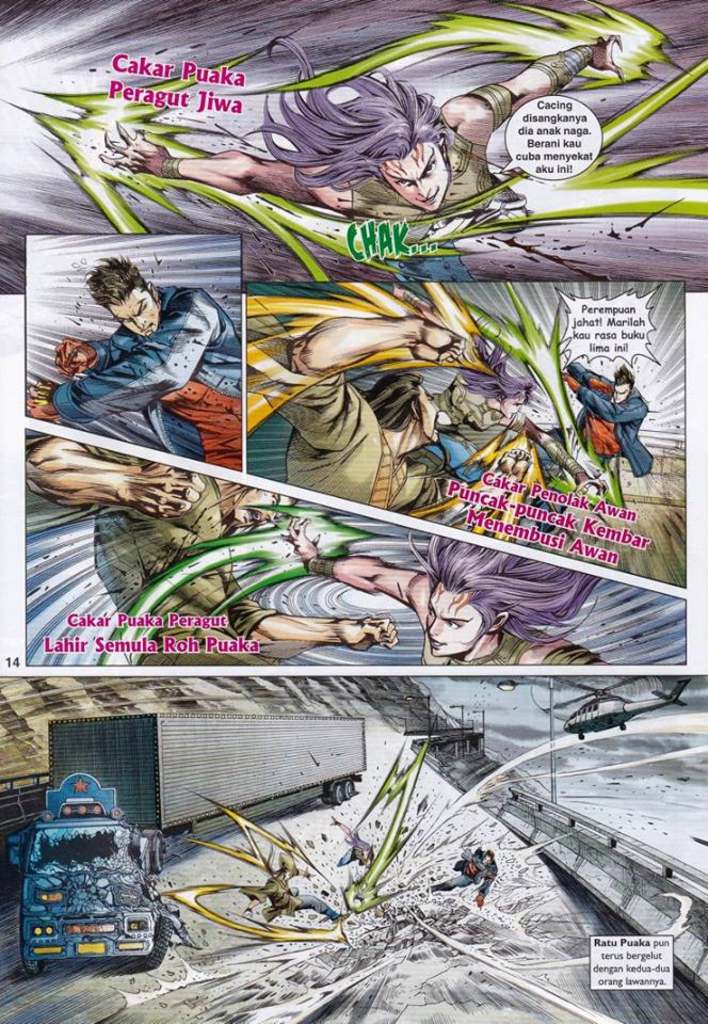 Cakar Puaka
Peragut Jiwa
Cacing
disangkanya
dia anak naga.
Berani kau
cuba menyekat
aku ini!
CHAK...
Perempuan
jahat! Marilah
kau rasa buku
lima ini!
Cakar Penolak Awan
Puncak-puncak Kembar
Menembusi Awan
Cakar Puaka Peragut
Lahir Semula Roh Puaka
14
Ratu Puaka pun
terus bergelut
dengan kedua-dua
orang lawannya.